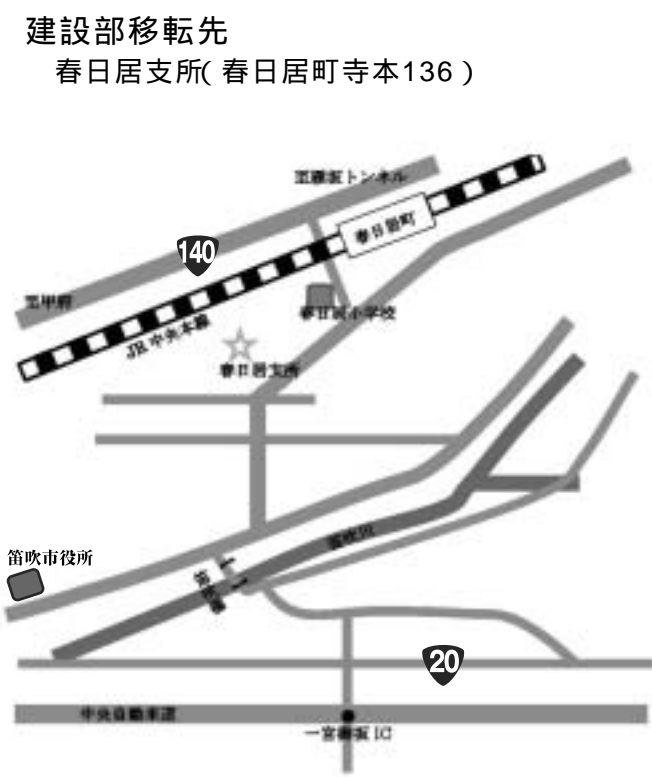 建設部移転先
春日居支所(春日居町寺本136)
至雁坂トンネル
春日居町
140
至甲府
春日居小学校
JR中央本線
春日居支所
笛吹川
笛吹市役所
20
中央自動車道
一宮御坂IC